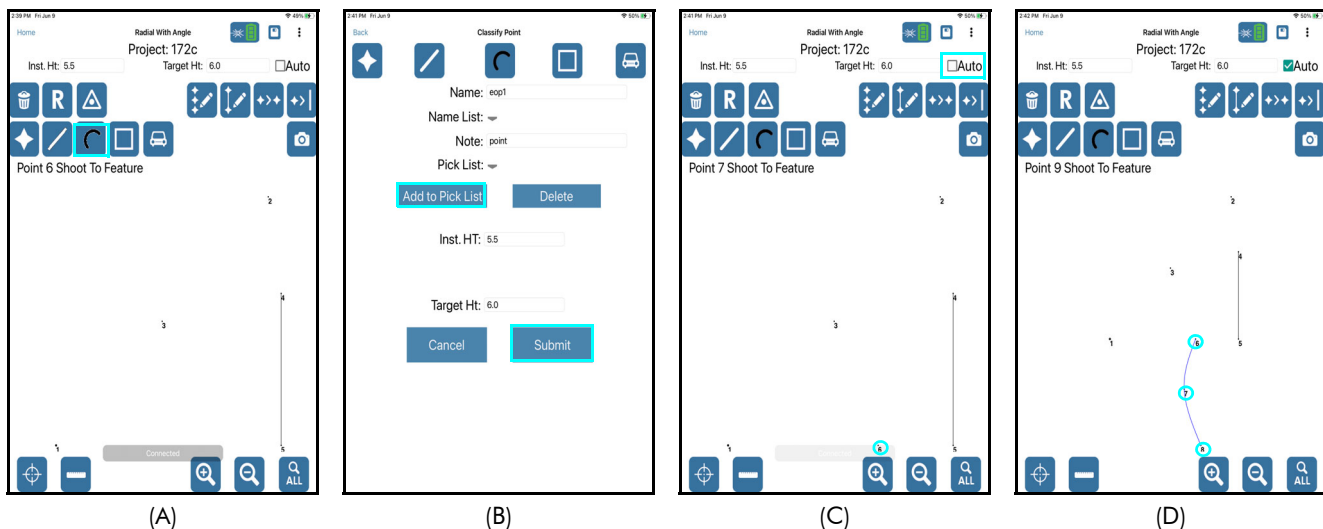 2:39 PM Fri Jun 9
49%
Home
Radial With Angle
Project: 172c
Inst. Ht: 5.5
Target Ht: 6.0
Auto
R
Point 6 Shoot To Feature
2
4
3
1
Connected
5
ALL
(A)
2:41 PM Fri Jun 9
50%
Back
Classify Point
Name: eop1
Name List:
Note: point
Pick List:
Add to Pick List
Delete
Inst. HT: 5.5
Target Ht: 6.0
Cancel
Submit
(B)
2:41 PM Fri Jun 9
50%
Home
Radial With Angle
Project: 172c
Inst. Ht: 5.5
Target Ht: 6.0
Auto
R
Point 7 Shoot To Feature
2
4
3
1
Connected
6
5
ALL
(C)
2:42 PM Fri Jun 9
50%
Home
Radial With Angle
Project: 172c
Inst. Ht: 5.5
Target Ht: 6.0
Auto
R
Point 9 Shoot To Feature
2
4
3
1
6
5
7
8
ALL
(D)